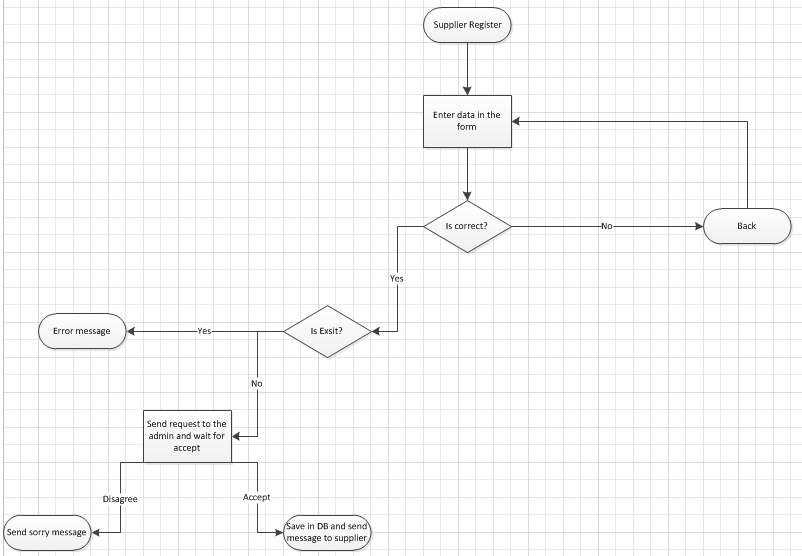 Supplier Register
Enter data in the
form
Is correct?
No
Back
Yes
Is Exsit?
Yes
Error message
No
Send request to the
admin and wait for
accept
Disagree
Accept
Send sorry message
Save in DB and send
message to supplier